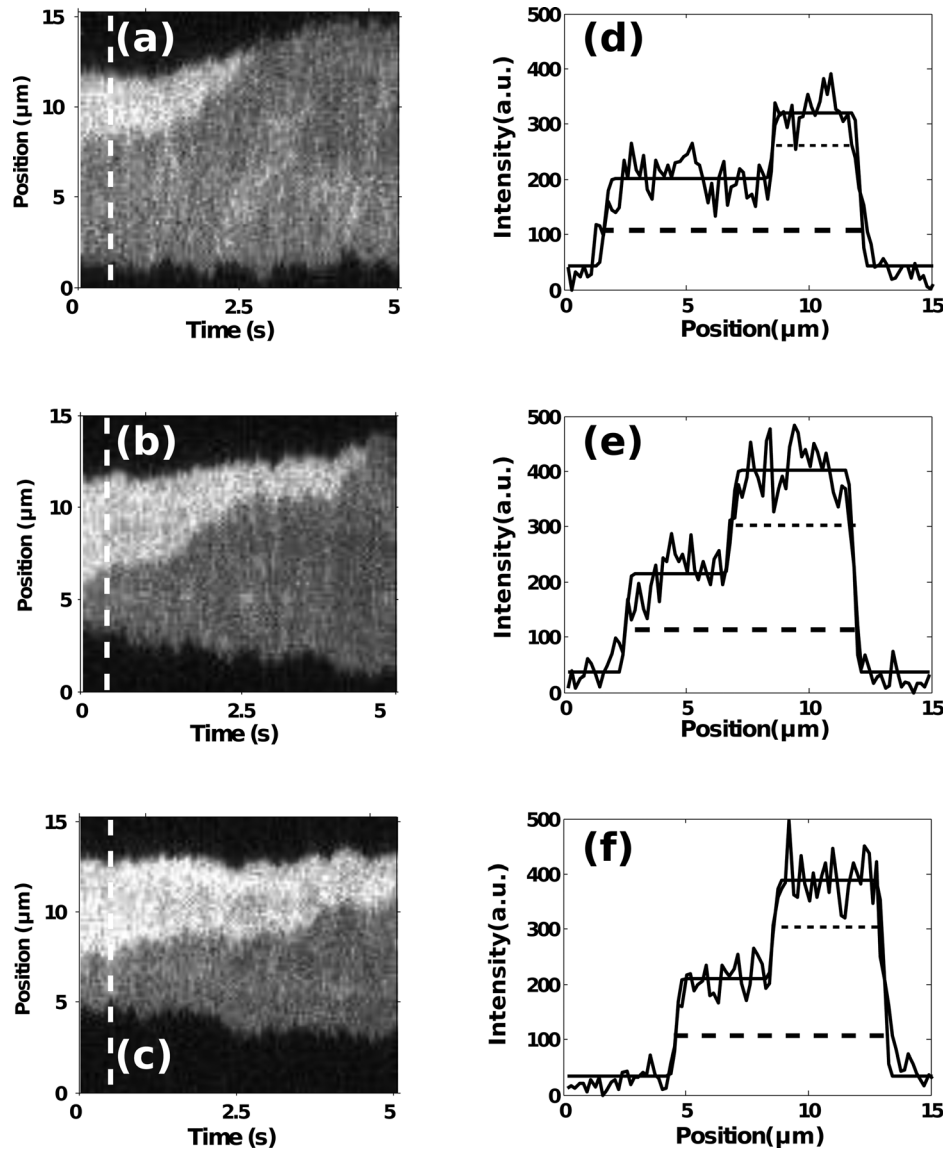 (a)
15
10
5
0
Position (μm)
0 2.5 5
Time (s)
(d)
500
400
300
200
100
0
Intensity(a.u.)
0 5 10 15
Position(μm)
(b)
15
10
5
0
Position (μm)
0 2.5 5
Time (s)
(e)
500
400
300
200
100
0
Intensity(a.u.)
0 5 10 15
Position(μm)
(c)
15
10
5
0
Position (μm)
0 2.5 5
Time (s)
(f)
500
400
300
200
100
0
Intensity(a.u.)
0 5 10 15
Position(μm)